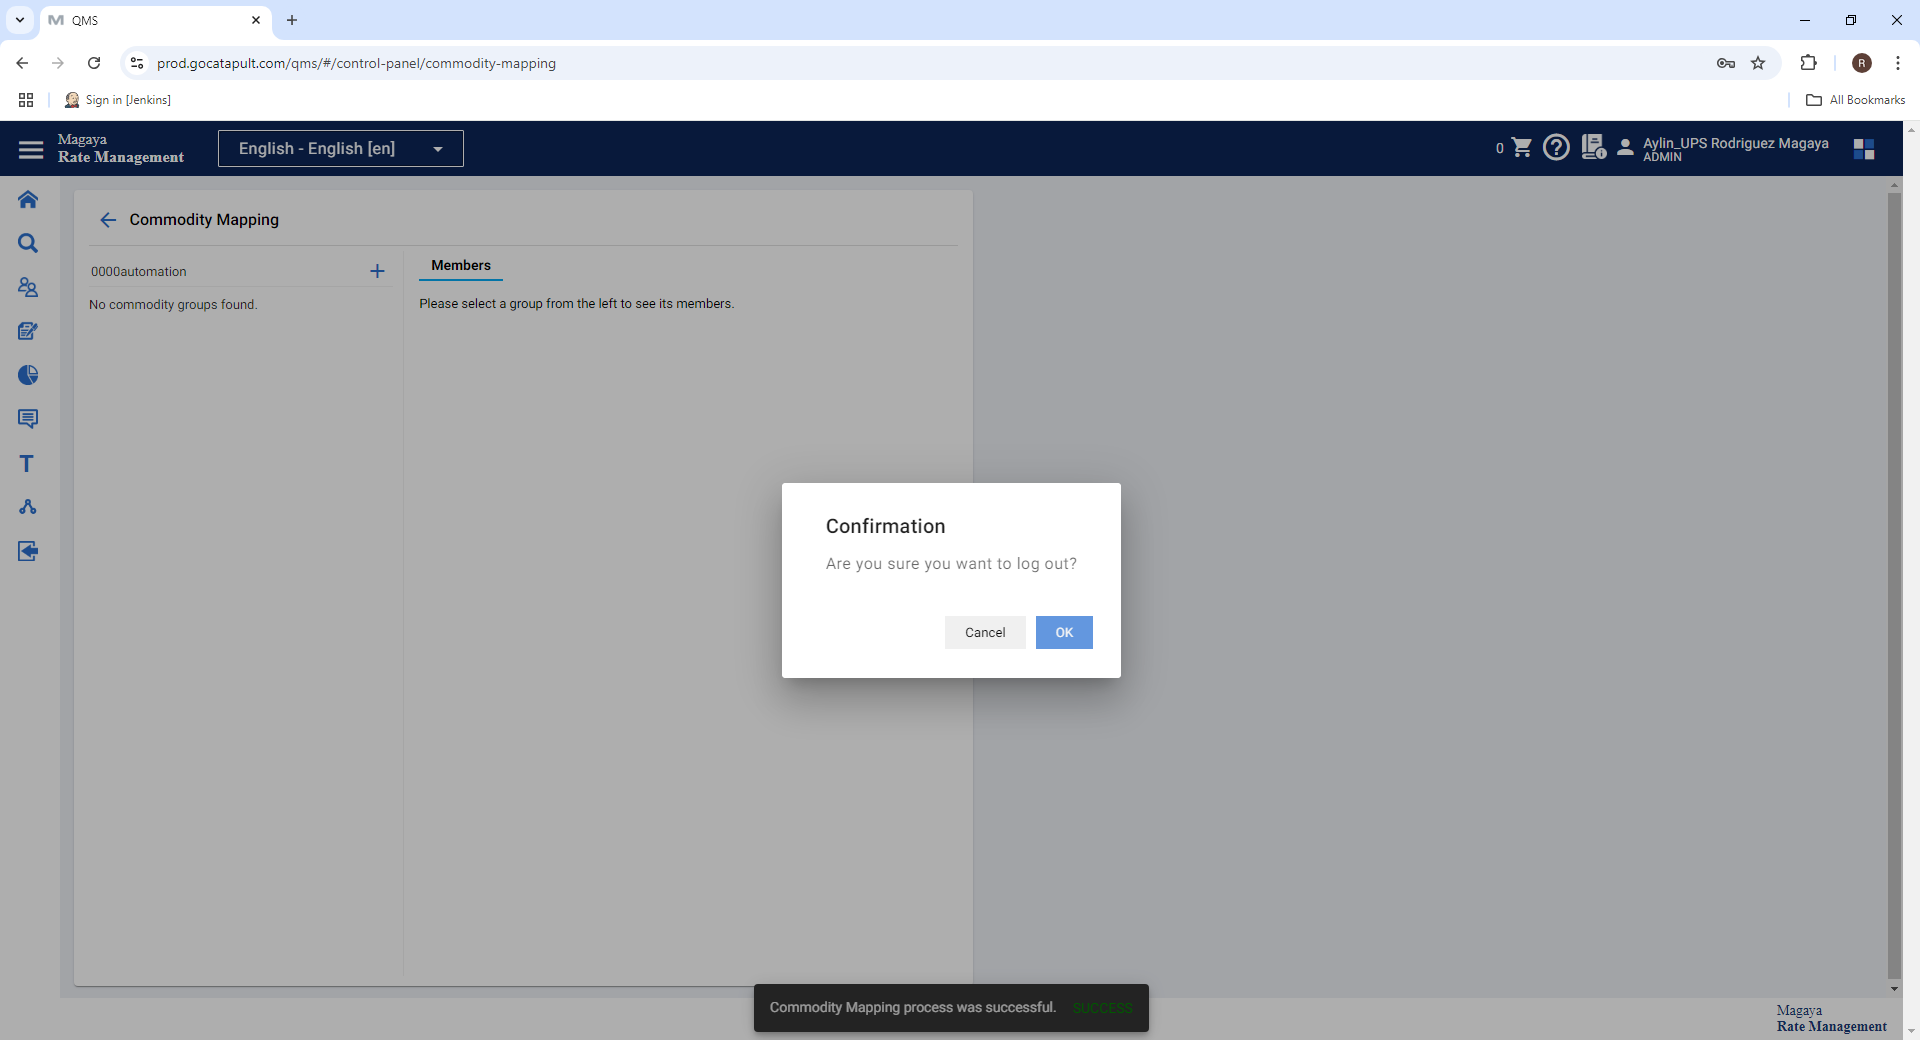 QMS
prod.gocatapult.com/qms/#/control-panel/commodity-mapping
R
Sign in [Jenkins]
All Bookmarks
Magaya
Rate Management
English - English [en]
0
Aylin_UPS Rodriguez Magaya
ADMIN
Commodity Mapping
0000automation
Members
No commodity groups found.
Please select a group from the left to see its members.
Confirmation
Are you sure you want to log out?
Cancel
OK
Commodity Mapping process was successful. SUCCESS
Magaya
Rate Management